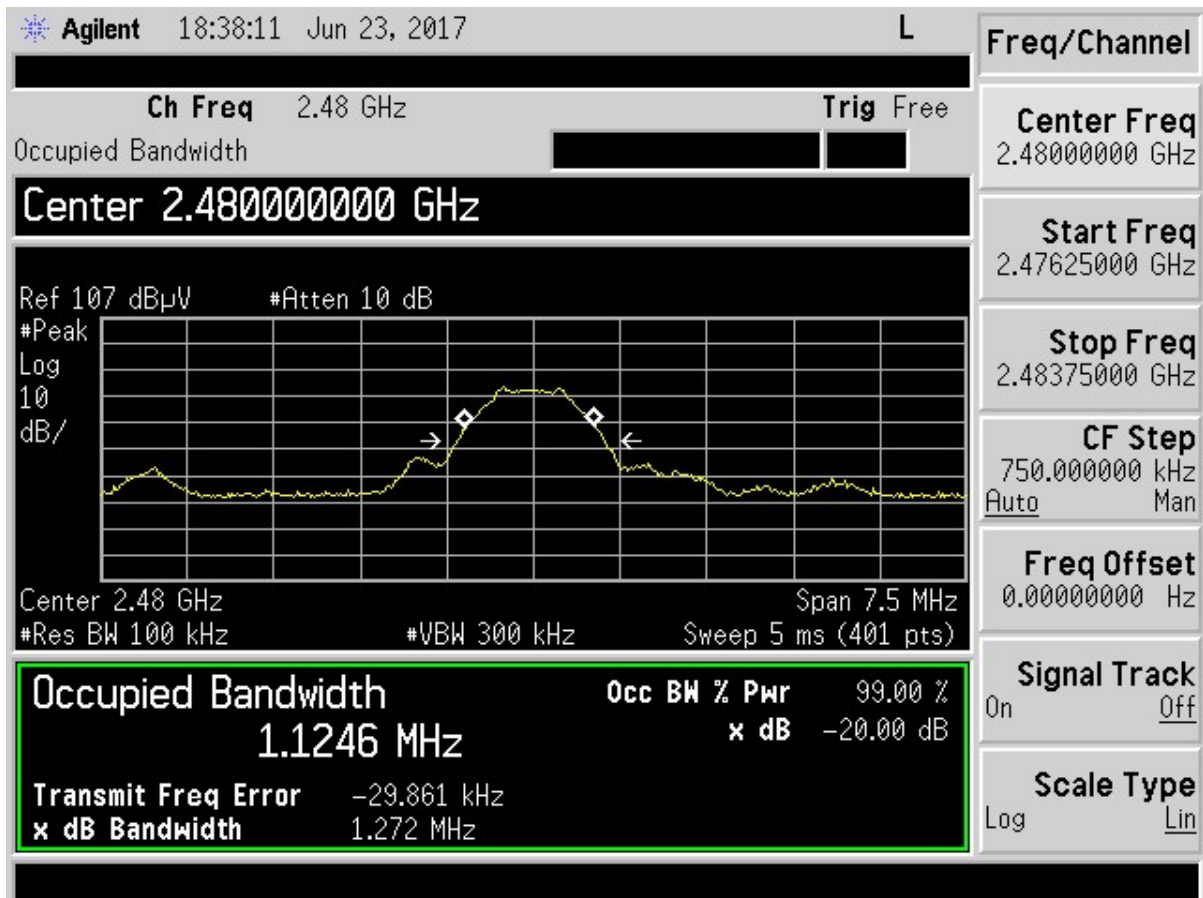 Agilent 18:38:11 Jun 23, 2017 L
Freq/Channel
Ch Freq 2.48 GHz Trig Free
Occupied Bandwidth
Center 2.480000000 GHz
Ref 107 dBµV #Atten 10 dB
#Peak
Log
10
dB/
Center 2.48 GHz Span 7.5 MHz
#Res BW 100 kHz #VBW 300 kHz Sweep 5 ms (401 pts)
Occupied Bandwidth Occ BW % Pwr 99.00 %
1.1246 MHz x dB -20.00 dB
Transmit Freq Error -29.861 kHz
x dB Bandwidth 1.272 MHz
Center Freq
2.48000000 GHz
Start Freq
2.47625000 GHz
Stop Freq
2.48375000 GHz
CF Step
750.000000 kHz
Auto Man
Freq Offset
0.00000000 Hz
Signal Track
On Off
Scale Type
Log Lin